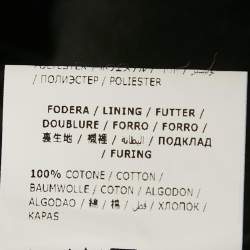 / ПОЛИЭСТЕР / POLIESTER
FODERA / LINING / FUTTER /
DOUBLURE / FORRO / FORRO /
裏生地 / 襯裡 / البطانة / ПОДКЛАД
/ FURING
100% COTONE / COTTON /
BAUMWOLLE / COTON / ALGODON /
ALGODAO / 綿 / 棉 / قطن / ХЛОПОК /
KAPAS